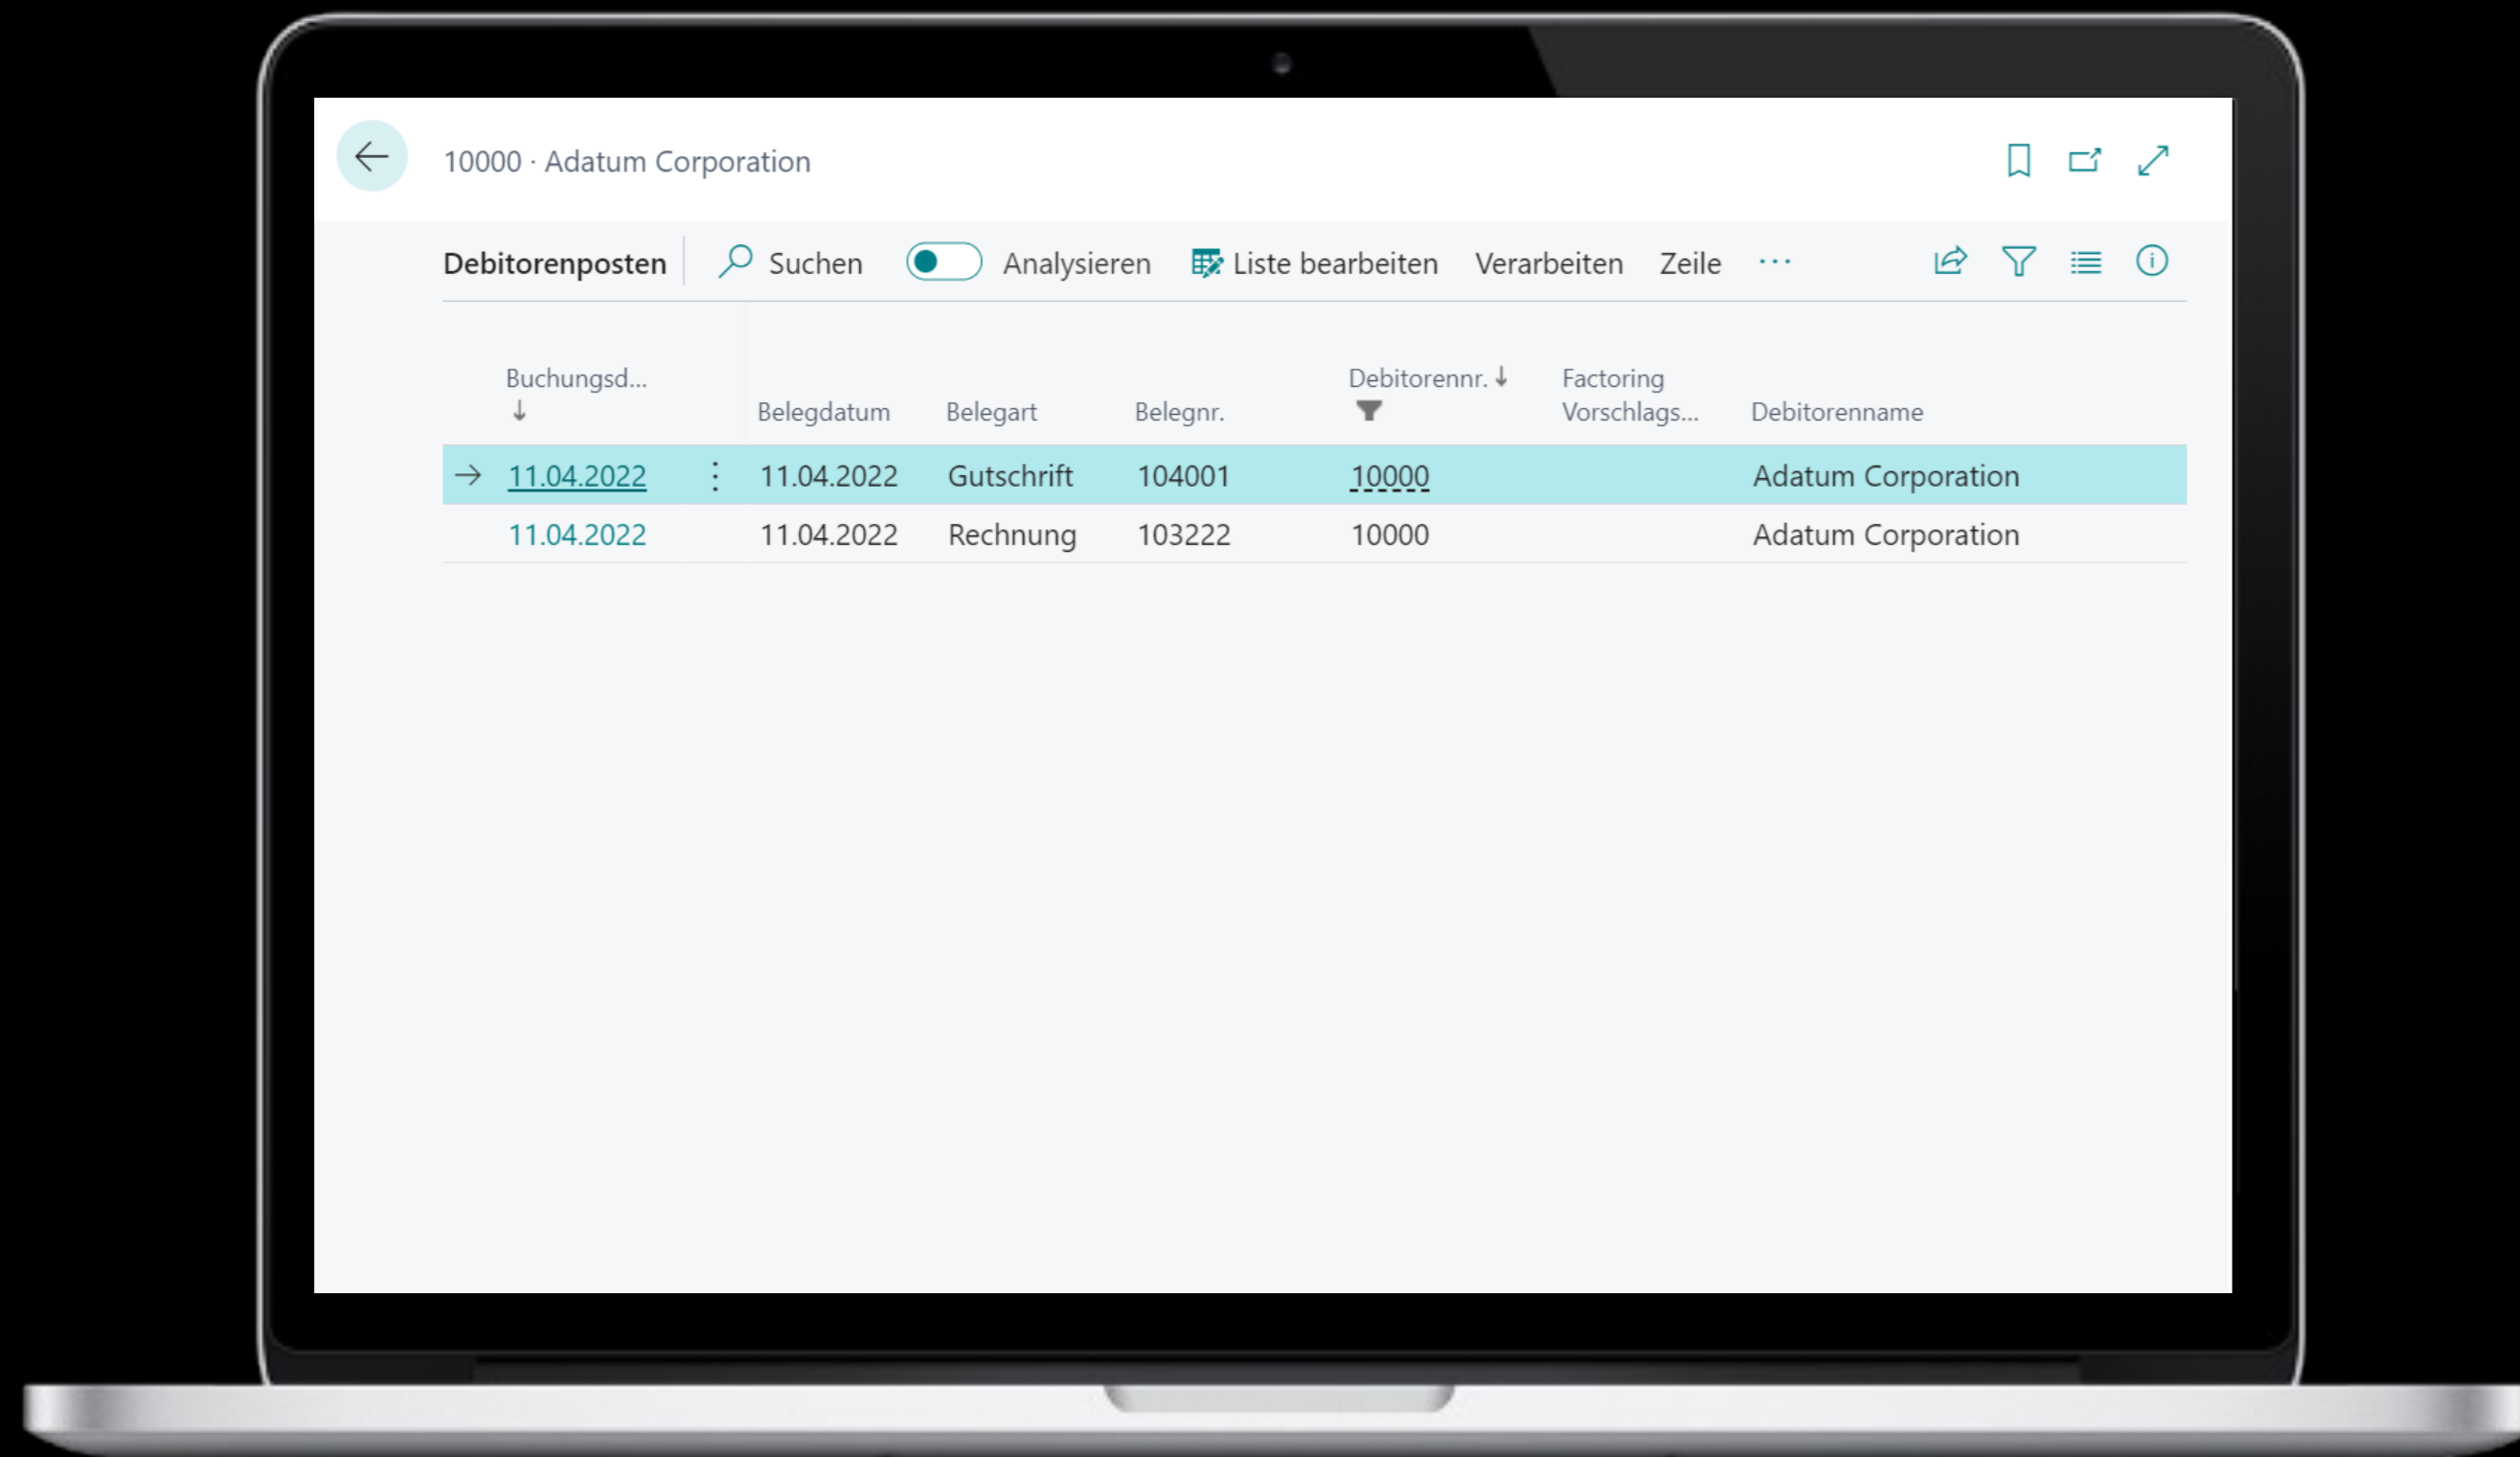 10000 · Adatum Corporation
Debitorenposten Suchen Analysieren Liste bearbeiten Verarbeiten Zeile ...
Buchungsd... Belegdatum Belegart Belegnr. Debitorennr. Factoring Vorschlags... Debitorenname
11.04.2022 11.04.2022 Gutschrift 104001 10000 Adatum Corporation
11.04.2022 11.04.2022 Rechnung 103222 10000 Adatum Corporation